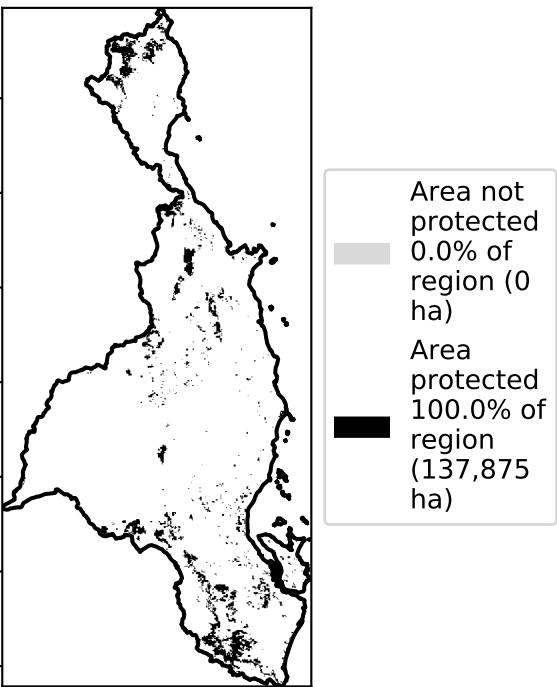 Area not
protected
0.0% of
region (0
ha)
Area
protected
100.0% of
region
(137,875
ha)